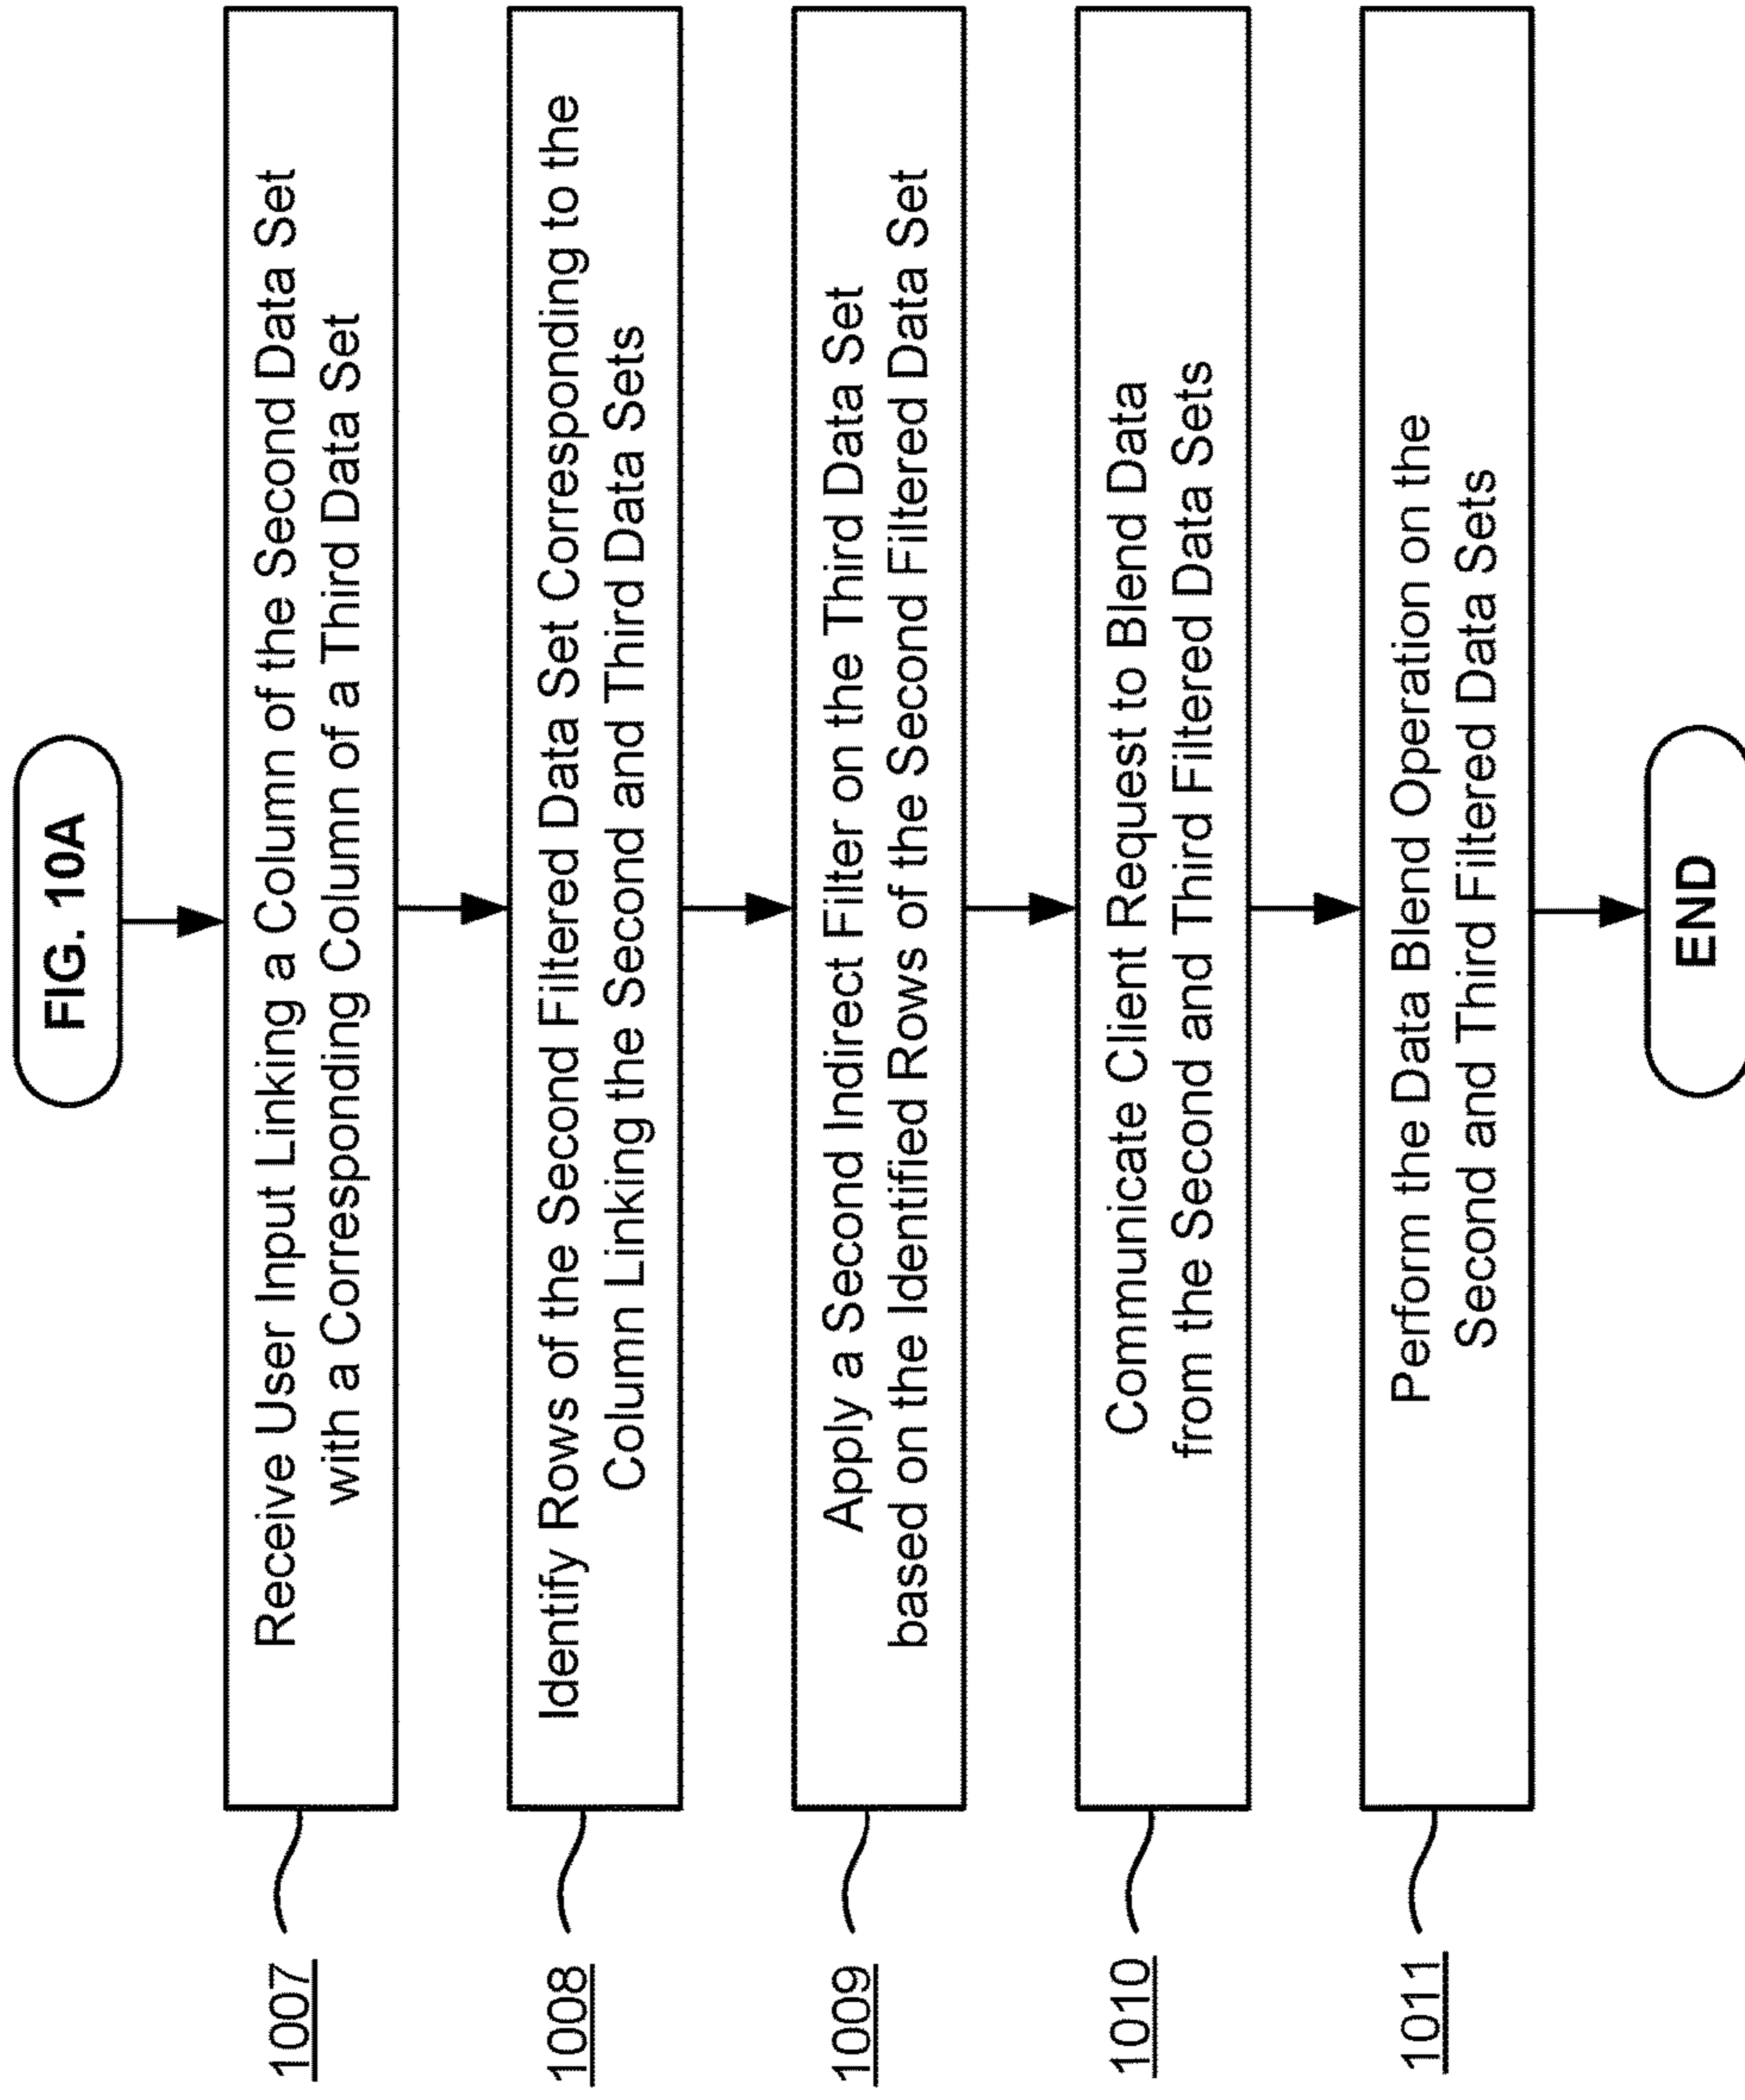 FIG. 10A
1007
Receive User Input Linking a Column of the Second Data Set
with a Corresponding Column of a Third Data Set
1008
Identify Rows of the Second Filtered Data Set Corresponding to the
Column Linking the Second and Third Data Sets
1009
Apply a Second Indirect Filter on the Third Data Set
based on the Identified Rows of the Second Filtered Data Set
1010
Communicate Client Request to Blend Data
from the Second and Third Filtered Data Sets
1011
Perform the Data Blend Operation on the
Second and Third Filtered Data Sets
END